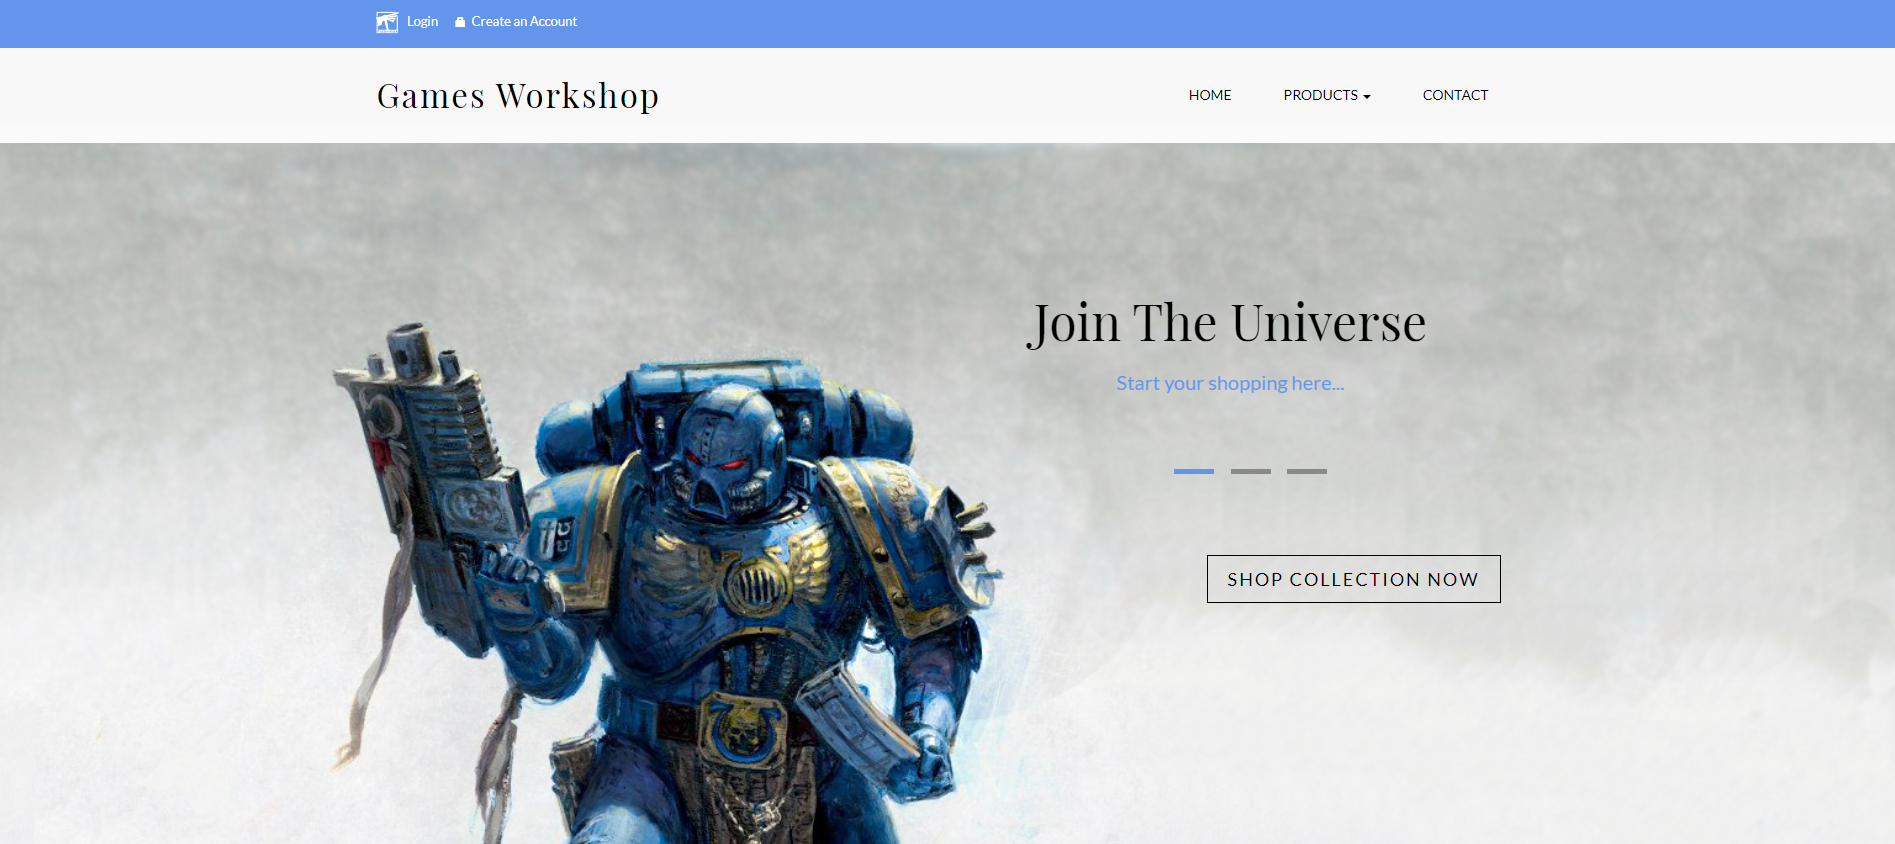 Login Create an Account
Games Workshop
HOME PRODUCTS CONTACT
Join The Universe
Start your shopping here...
SHOP COLLECTION NOW